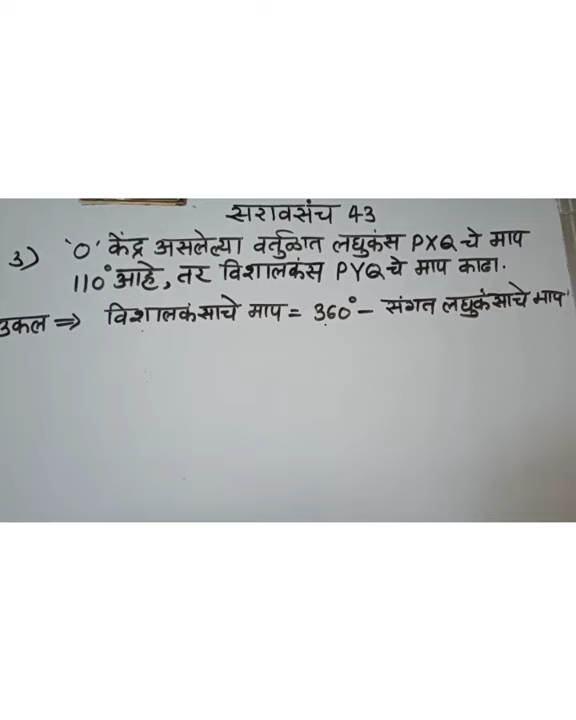 सरावसंच 43
3) 'O' केंद्र असलेल्या वर्तुळात लघुकंस PXQ चे माप
110° आहे, तर विशालकंस PYQ चे माप काढा.
उकल ⇒ विशालकंसाचे माप = 360° - संगत लघुकंसाचे माप